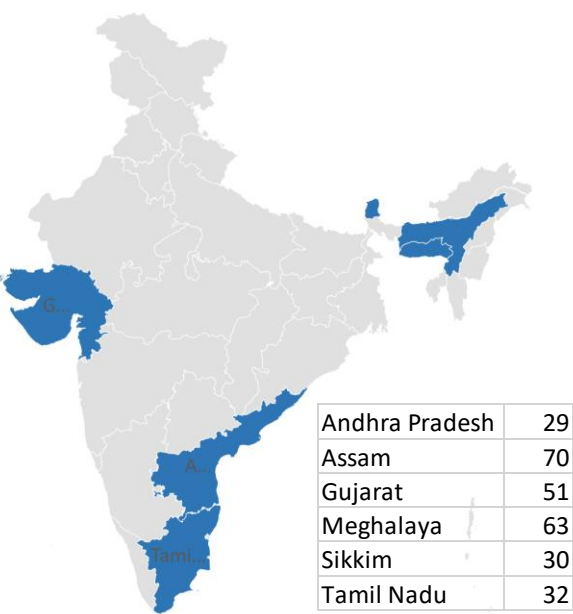 G...
A...
Tami...
Andhra Pradesh 29
Assam 70
Gujarat 51
Meghalaya 63
Sikkim 30
Tamil Nadu 32